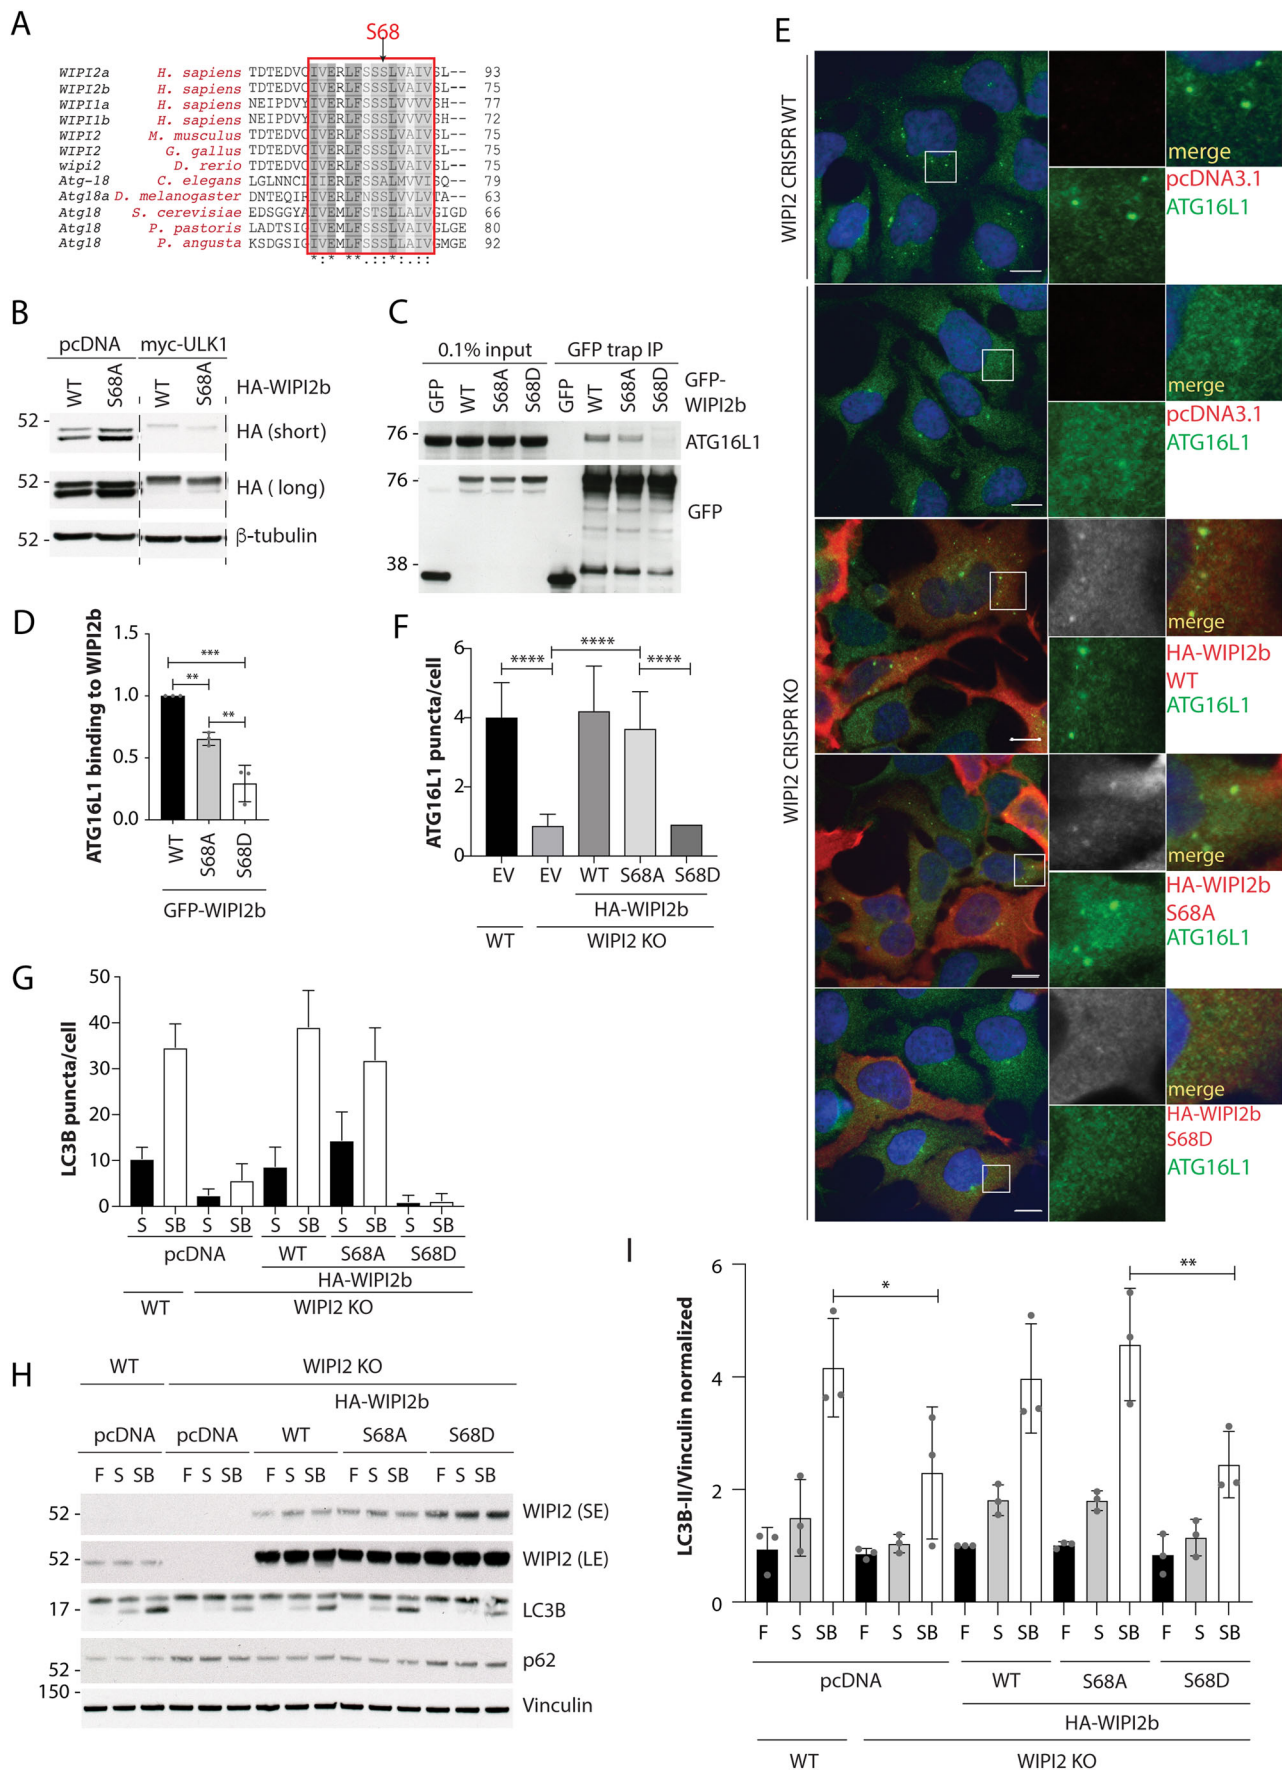 A
S68
WIPI2a H. sapiens TDTEDVCIVERLFSSSLVAIVSL-- 93
WIPI2b H. sapiens TDTEDVCIVERLFSSSLVAIVSL-- 75
WIPI1a H. sapiens NEIPDVYIVERLFSSSLVVVVSH-- 77
WIPI1b H. sapiens NEIPDVYIVERLFSSSLVVVVSH-- 72
WIPI2 M. musculus TDTEDVCIVERLFSSSLVAIVSL-- 75
WIPI2 G. gallus TDTEDVCIVERLFSSSLVAIVSL-- 75
wipi2 D. rerio TDTEDVCIVERLFSSSLVAIVSL-- 75
Atg-18 C. elegans LGLNNCIIIERLFSSALMVVISQ-- 79
Atg18a D. melanogaster DNTEQIRIVERLFSSSLVVLVTA-- 63
Atg18 S. cerevisiae EDSGGYAIVEMLFSTSLLALVGIGD 66
Atg18 P. pastoris LADTSIGIVEMLFSSSLLAIVGLGE 80
Atg18 P. angusta KSDGSIGIVEMLFSSSLLAIVGMGE 92
*:* **.::*:.::
B
pcDNA myc-ULK1
WT S68A WT S68A HA-WIPI2b
52 - HA (short)
52 - HA ( long)
52 - β-tubulin
C
0.1% input GFP trap IP
GFP WT S68A S68D GFP WT S68A S68D GFP-WIPI2b
76 - ATG16L1
76 - GFP
38 -
D
ATG16L1 binding to WIPI2b
1.5
1.0
0.5
0.0
***
**
**
WT S68A S68D
GFP-WIPI2b
F
ATG16L1 puncta/cell
6
4
2
0
**** **** ****
EV EV WT S68A S68D
HA-WIPI2b
WT WIPI2 KO
E
WIPI2 CRISPR WT
merge
pcDNA3.1
ATG16L1
WIPI2 CRISPR KO
merge
pcDNA3.1
ATG16L1
merge
HA-WIPI2b
WT
ATG16L1
merge
HA-WIPI2b
S68A
ATG16L1
merge
HA-WIPI2b
S68D
ATG16L1
G
LC3B puncta/cell
50
40
30
20
10
0
S SB S SB S SB S SB S SB
pcDNA WT S68A S68D
HA-WIPI2b
WT WIPI2 KO
H
WT WIPI2 KO
HA-WIPI2b
pcDNA pcDNA WT S68A S68D
F S SB F S SB F S SB F S SB F S SB
52 - WIPI2 (SE)
52 - WIPI2 (LE)
17 - LC3B
52 - p62
150 -
Vinculin
I
LC3B-II/Vinculin normalized
6
4
2
0
* **
F S SB F S SB F S SB F S SB F S SB
pcDNA WT S68A S68D
HA-WIPI2b
WT WIPI2 KO